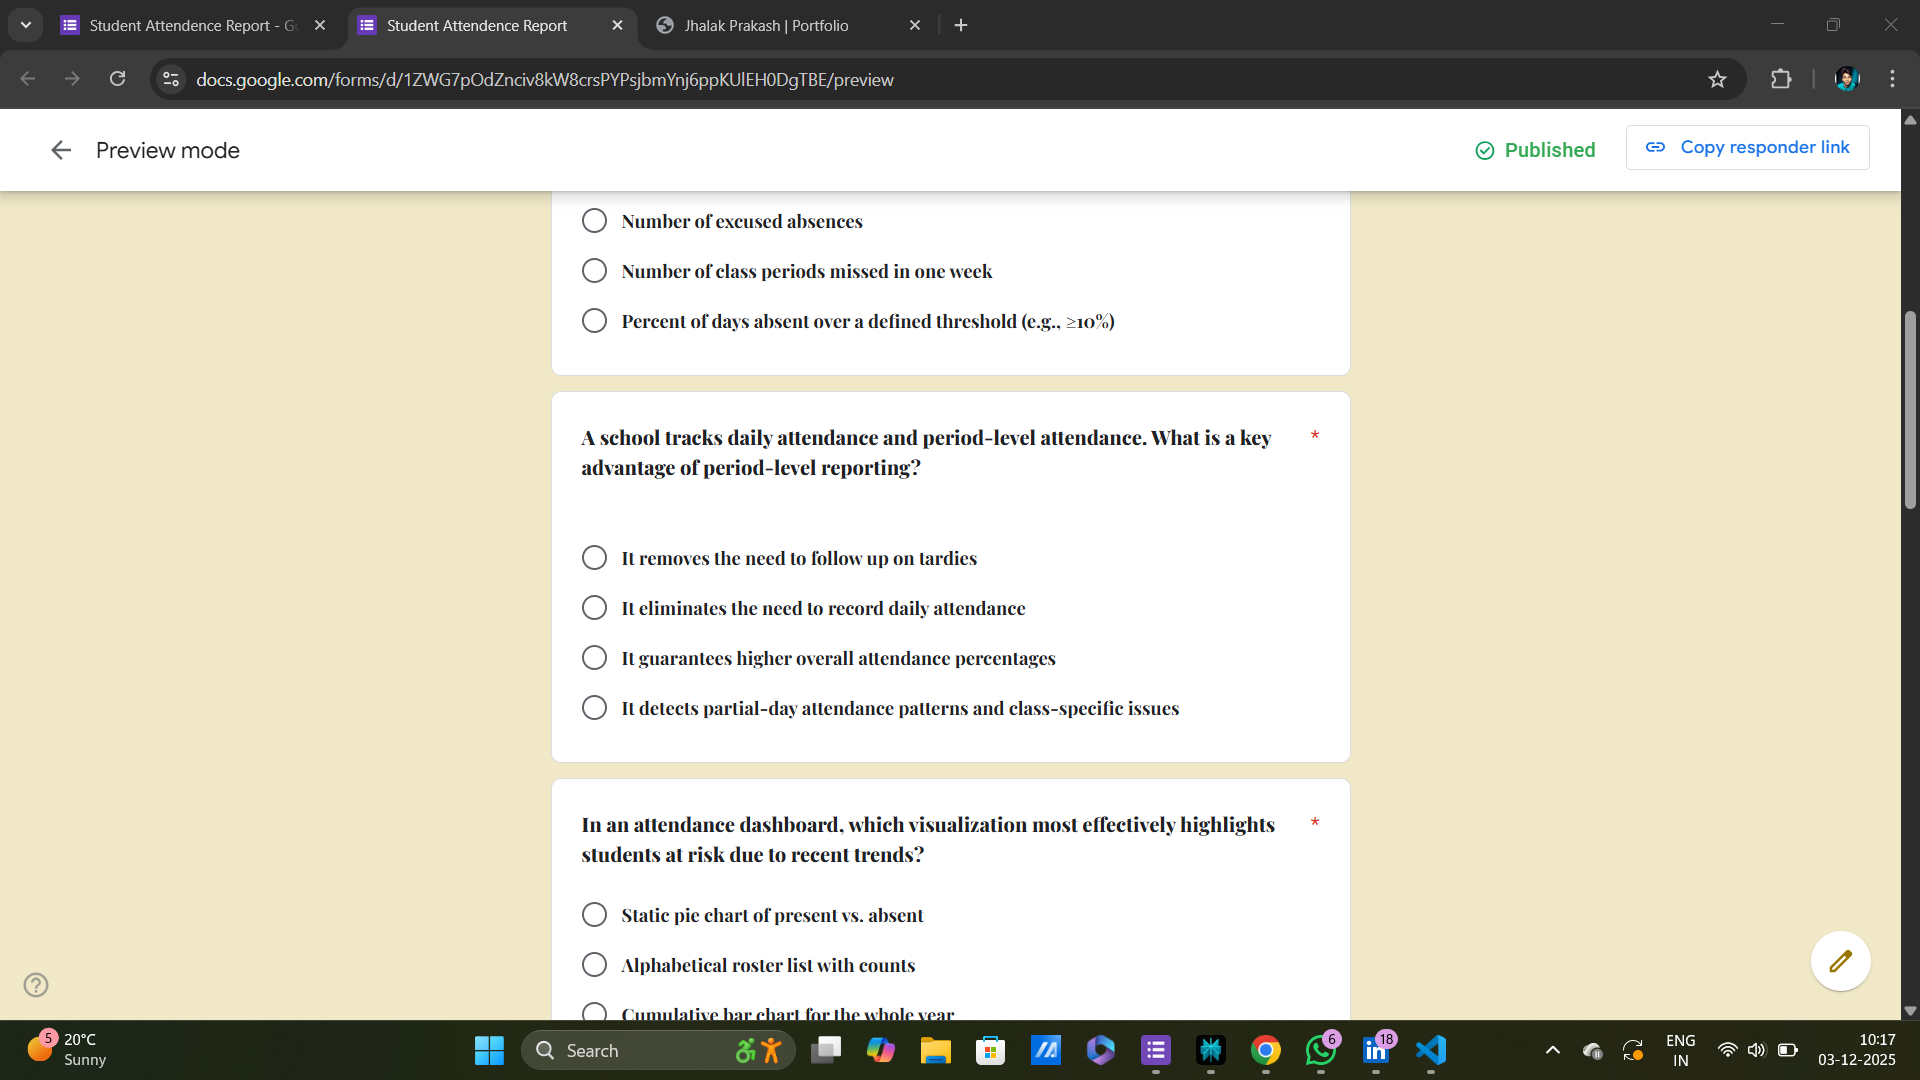 Student Attendence Report - Go
Student Attendence Report
Jhalak Prakash | Portfolio
docs.google.com/forms/d/1ZWG7pOdZnciv8kW8crsPYPsjbmYnj6ppKUlEH0DgTBE/preview
Preview mode
Published
Copy responder link
Number of excused absences
Number of class periods missed in one week
Percent of days absent over a defined threshold (e.g., ≥10%)
A school tracks daily attendance and period-level attendance. What is a key
advantage of period-level reporting?
*
It removes the need to follow up on tardies
It eliminates the need to record daily attendance
It guarantees higher overall attendance percentages
It detects partial-day attendance patterns and class-specific issues
In an attendance dashboard, which visualization most effectively highlights
students at risk due to recent trends?
*
Static pie chart of present vs. absent
Alphabetical roster list with counts
Cumulative bar chart for the whole year
5
20°C
Sunny
Search
6
18
ENG
IN
10:17
03-12-2025